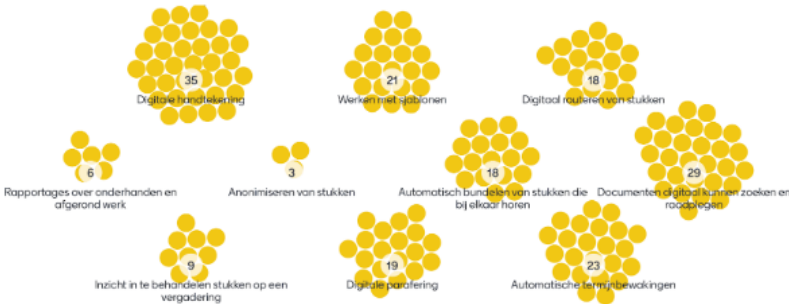 35
Digitale handtekening
21
Werken met sjablonen
18
Digitaal routeren van stukken
6
Rapportages over onderhanden en
afgerond werk
3
Anonimiseren van stukken
18
Automatisch bundelen van stukken die
bij elkaar horen
29
Documenten digitaal kunnen zoeken en
raadplegen
9
Inzicht in te behandelen stukken op een
vergadering
19
Digitale parafering
23
Automatische termijnbewakingen